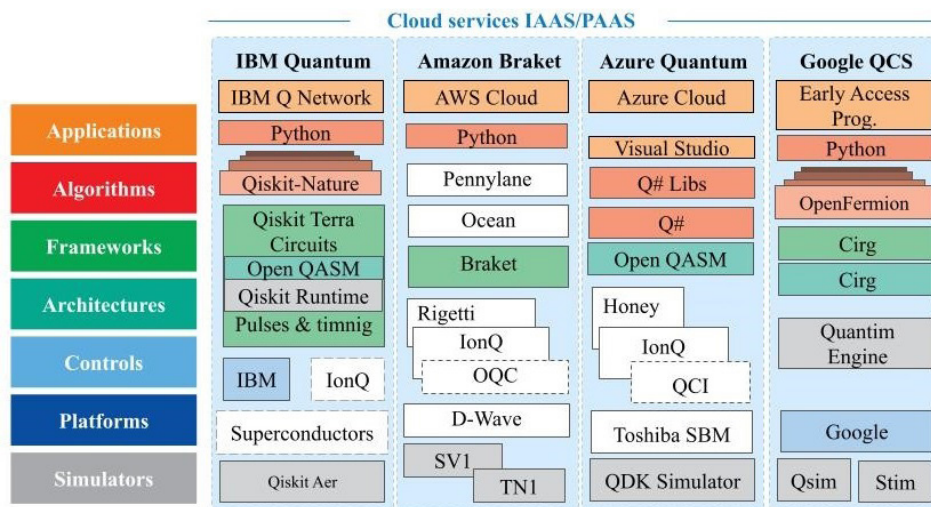 Cloud services IAAS/PAAS
Applications
Algorithms
Frameworks
Architectures
Controls
Platforms
Simulators
IBM Quantum
IBM Q Network
Python
Qiskit-Nature
Qiskit Terra
Circuits
Open QASM
Qiskit Runtime
Pulses & timnig
IBM
IonQ
Superconductors
Qiskit Aer
Amazon Braket
AWS Cloud
Python
Pennylane
Ocean
Braket
Rigetti
IonQ
OQC
D-Wave
SV1
TN1
Azure Quantum
Azure Cloud
Visual Studio
Q# Libs
Q#
Open QASM
Honey
IonQ
QCI
Toshiba SBM
QDK Simulator
Google QCS
Early Access
Prog.
Python
OpenFermion
Cirg
Cirg
Quantim
Engine
Google
Qsim
Stim